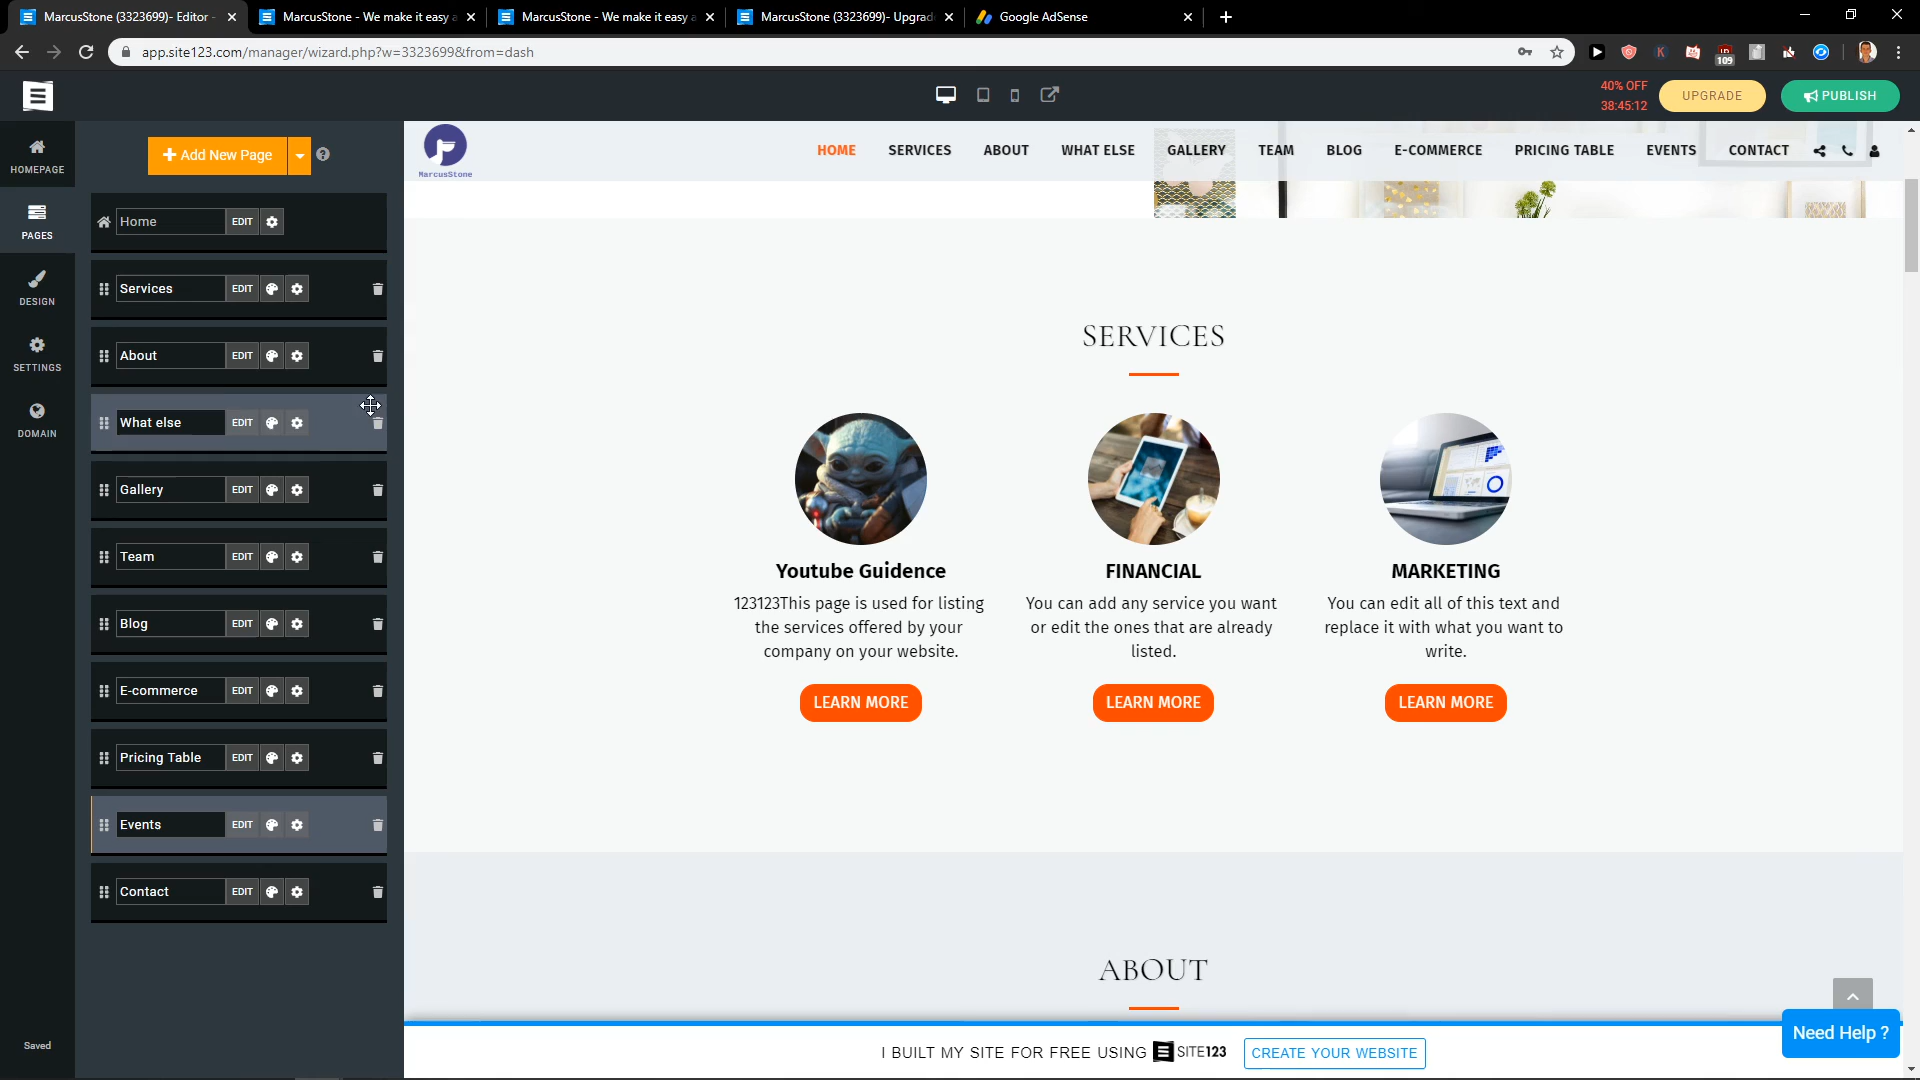 MarcusStone (3323699)- Editor -
MarcusStone - We make it easy a
MarcusStone - We make it easy a
MarcusStone (3323699)- Upgrad
Google AdSense
app.site123.com/manager/wizard.php?w=3323699&from=dash
109
40% OFF
38:45:12
UPGRADE
PUBLISH
HOMEPAGE
PAGES
DESIGN
SETTINGS
DOMAIN
Saved
Add New Page
Home EDIT
Services EDIT
About EDIT
What else EDIT
Gallery EDIT
Team EDIT
Blog EDIT
E-commerce EDIT
Pricing Table EDIT
Events EDIT
Contact EDIT
MarcusStone
HOME SERVICES ABOUT WHAT ELSE GALLERY TEAM BLOG E-COMMERCE PRICING TABLE EVENTS CONTACT
SERVICES
Youtube Guidence
123123This page is used for listing
the services offered by your
company on your website.
LEARN MORE
FINANCIAL
You can add any service you want
or edit the ones that are already
listed.
LEARN MORE
MARKETING
You can edit all of this text and
replace it with what you want to
write.
LEARN MORE
ABOUT
I BUILT MY SITE FOR FREE USING SITE123
CREATE YOUR WEBSITE
Need Help ?